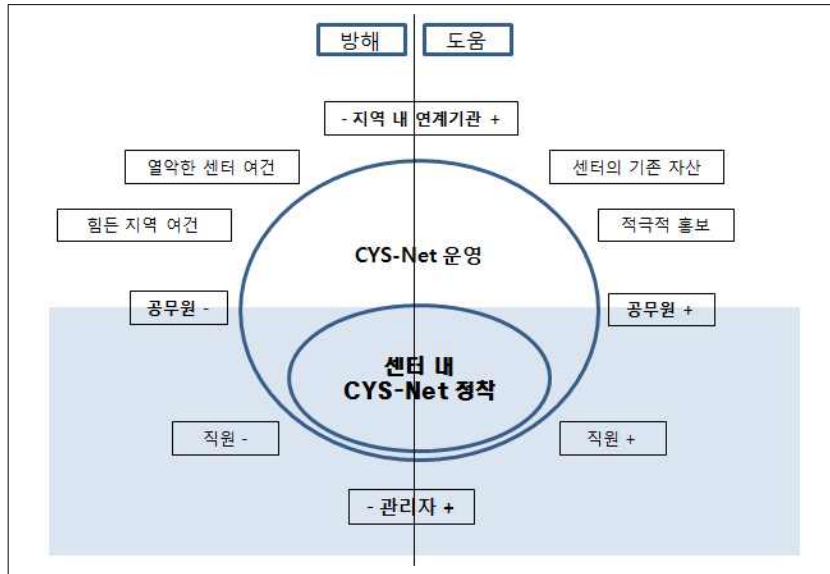 방해 도움
- 지역 내 연계기관 +
열악한 센터 여건 센터의 기존 자산
힘든 지역 여건 적극적 홍보
CYS-Net 운영
공무원 - 공무원 +
센터 내
CYS-Net 정착
직원 - 직원 +
- 관리자 +